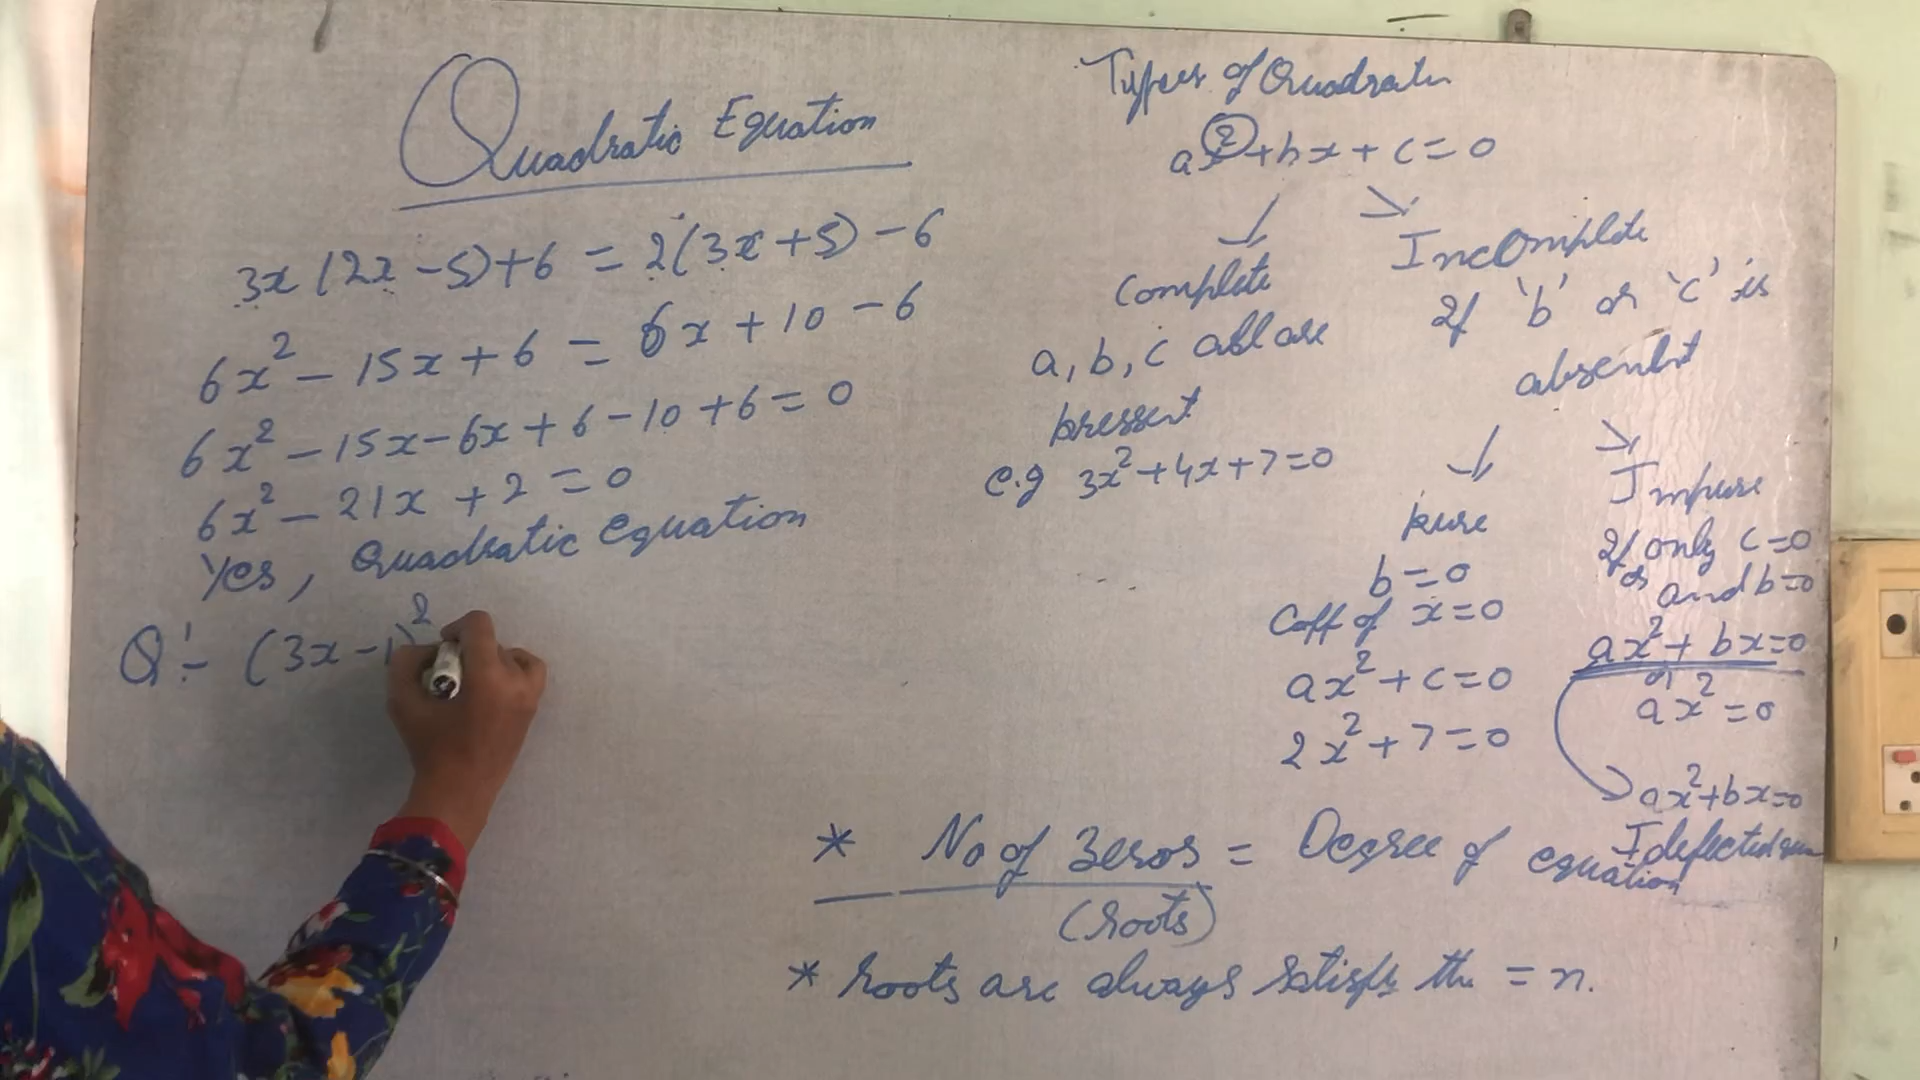 Quadratic Equation
3x(2x-5)+6 = 2(3x+5)-6
6x² - 15x + 6 = 6x + 10 - 6
6x² - 15x - 6x + 6 - 10 + 6 = 0
6x² - 21x + 2 = 0
Yes, Quadratic equation
Q:- (3x-1)²
Types of Quadratic
ax² + bx + c = 0
Complete
a, b, c all are
present
e.g 3x² + 4x + 7 = 0
Incomplete
If 'b' or 'c' is
absent
pure
b = 0
Coff of x = 0
ax² + c = 0
2x² + 7 = 0
Impure
If only c = 0
or and b = 0
ax² + bx = 0
or
ax² = 0
ax² + bx = 0
* No of Zeros = Degree of equation
(roots)
* roots are always satisfy the = n.